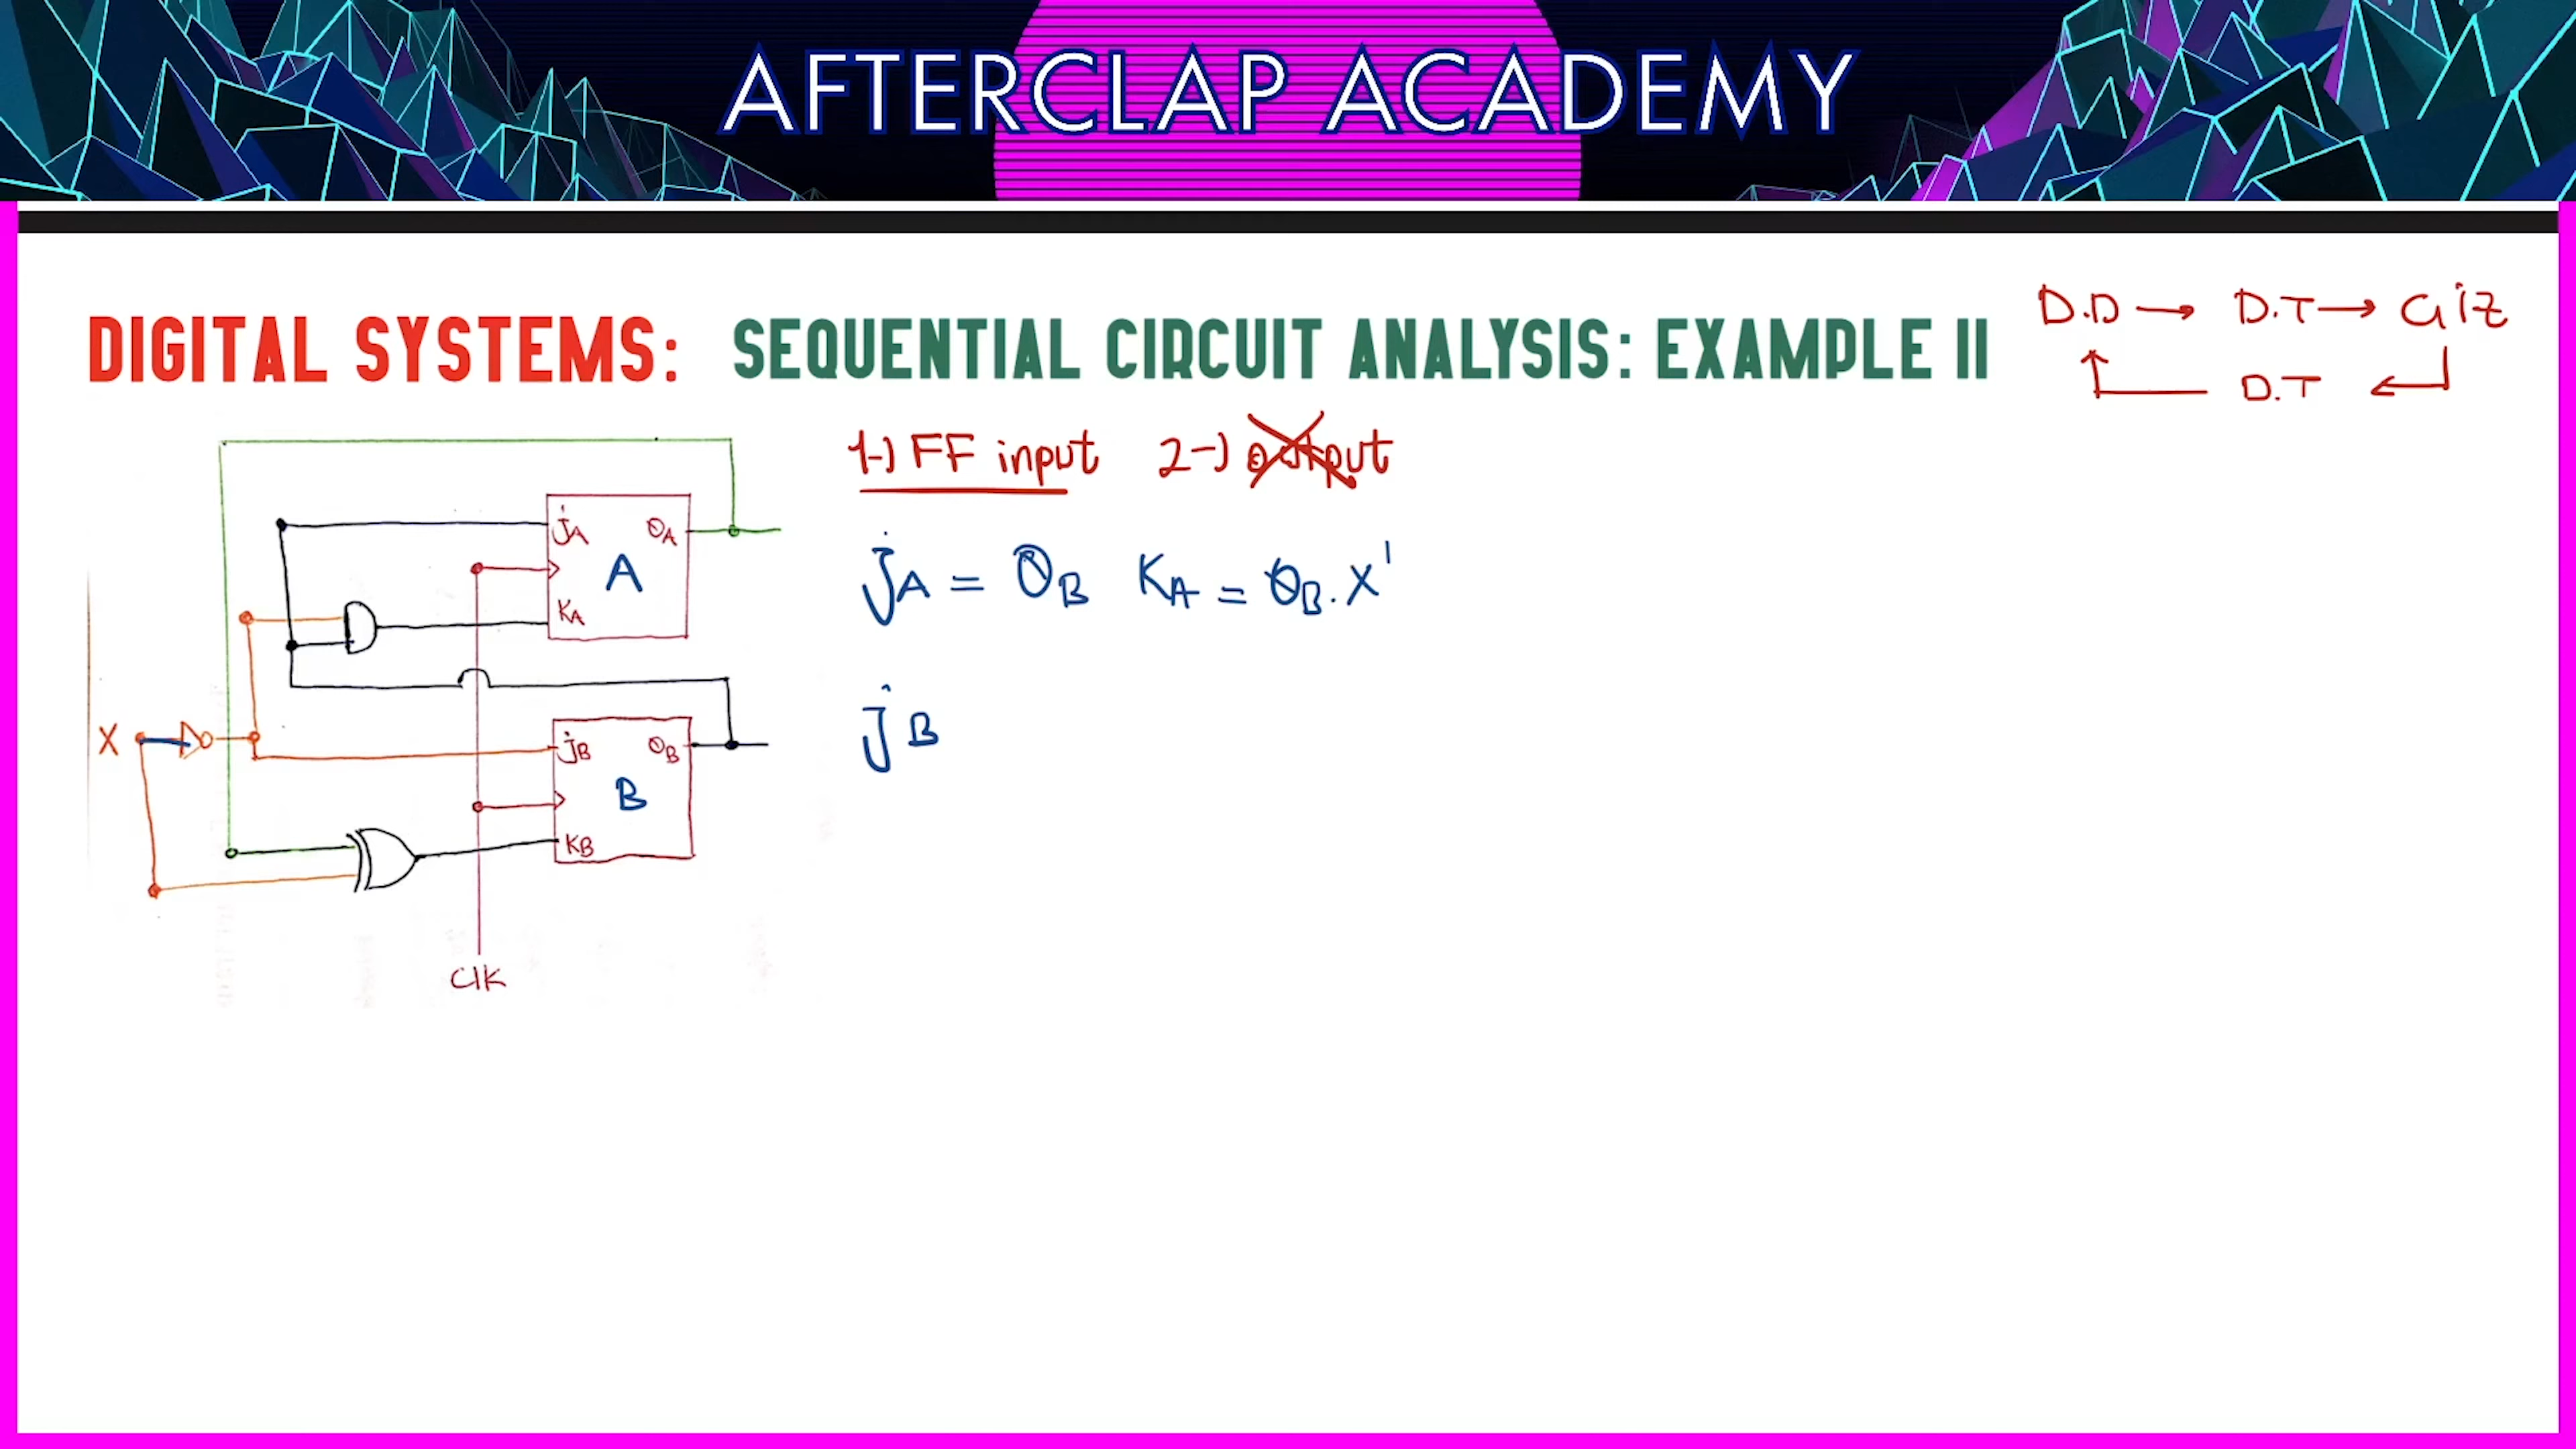 AFTERCLAP ACADEMY
DIGITAL SYSTEMS: SEQUENTIAL CIRCUIT ANALYSIS: EXAMPLE II
D.D → D.T → Çiz
D.T
1-) FF input 2-) output
JA = QB KA = QB.X'
JB
JA QA
A
KA
X
JB QB
B
KB
Clk